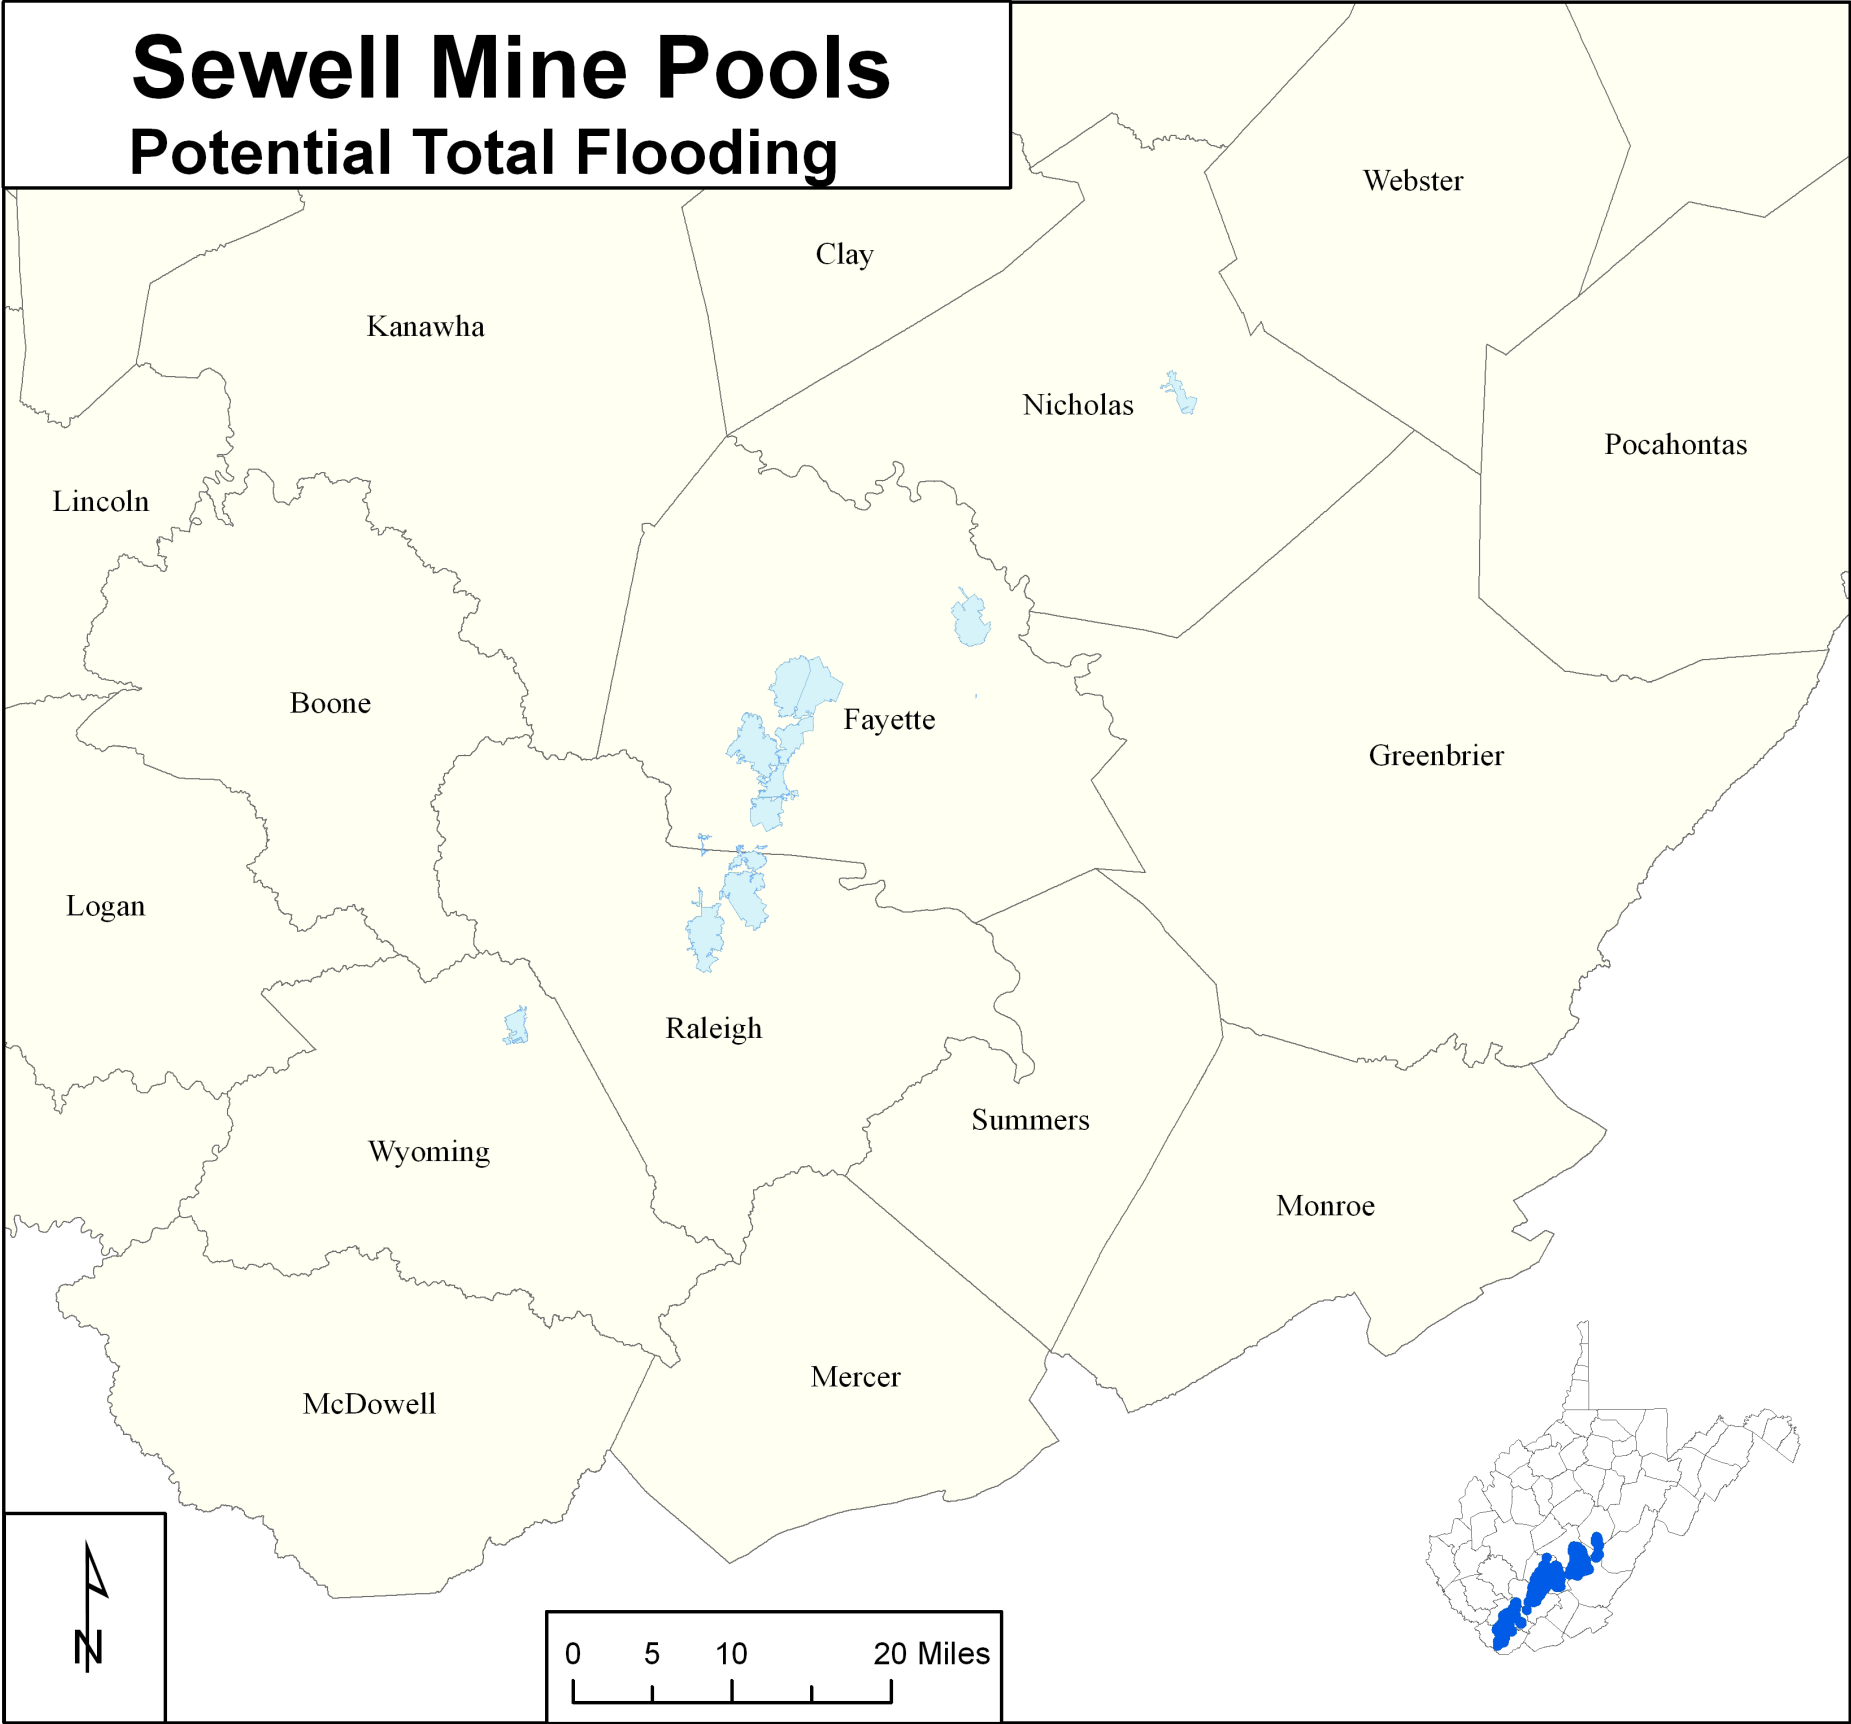 Sewell Mine Pools
Potential Total Flooding
Webster
Clay
Kanawha
Nicholas
Pocahontas
Lincoln
Boone
Fayette
Greenbrier
Logan
Raleigh
Summers
Wyoming
Monroe
Mercer
McDowell
N
0 5 10 20 Miles